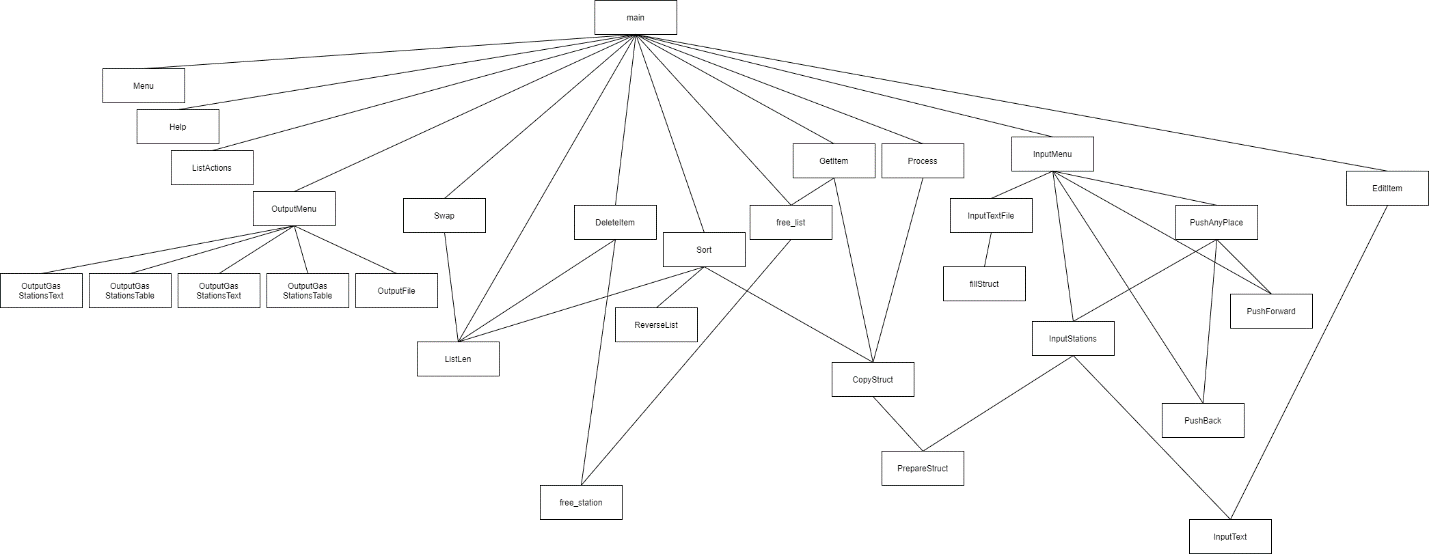 main
Menu
Help
ListActions
GetItem
Process
InputMenu
EditItem
OutputMenu
Swap
DeleteItem
free_list
InputTextFile
PushAnyPlace
Sort
OutputGas
StationsText
OutputGas
StationsTable
OutputGas
StationsText
OutputGas
StationsTable
OutputFile
fillStruct
PushForward
ReverseList
InputStations
ListLen
CopyStruct
PushBack
PrepareStruct
free_station
InputText